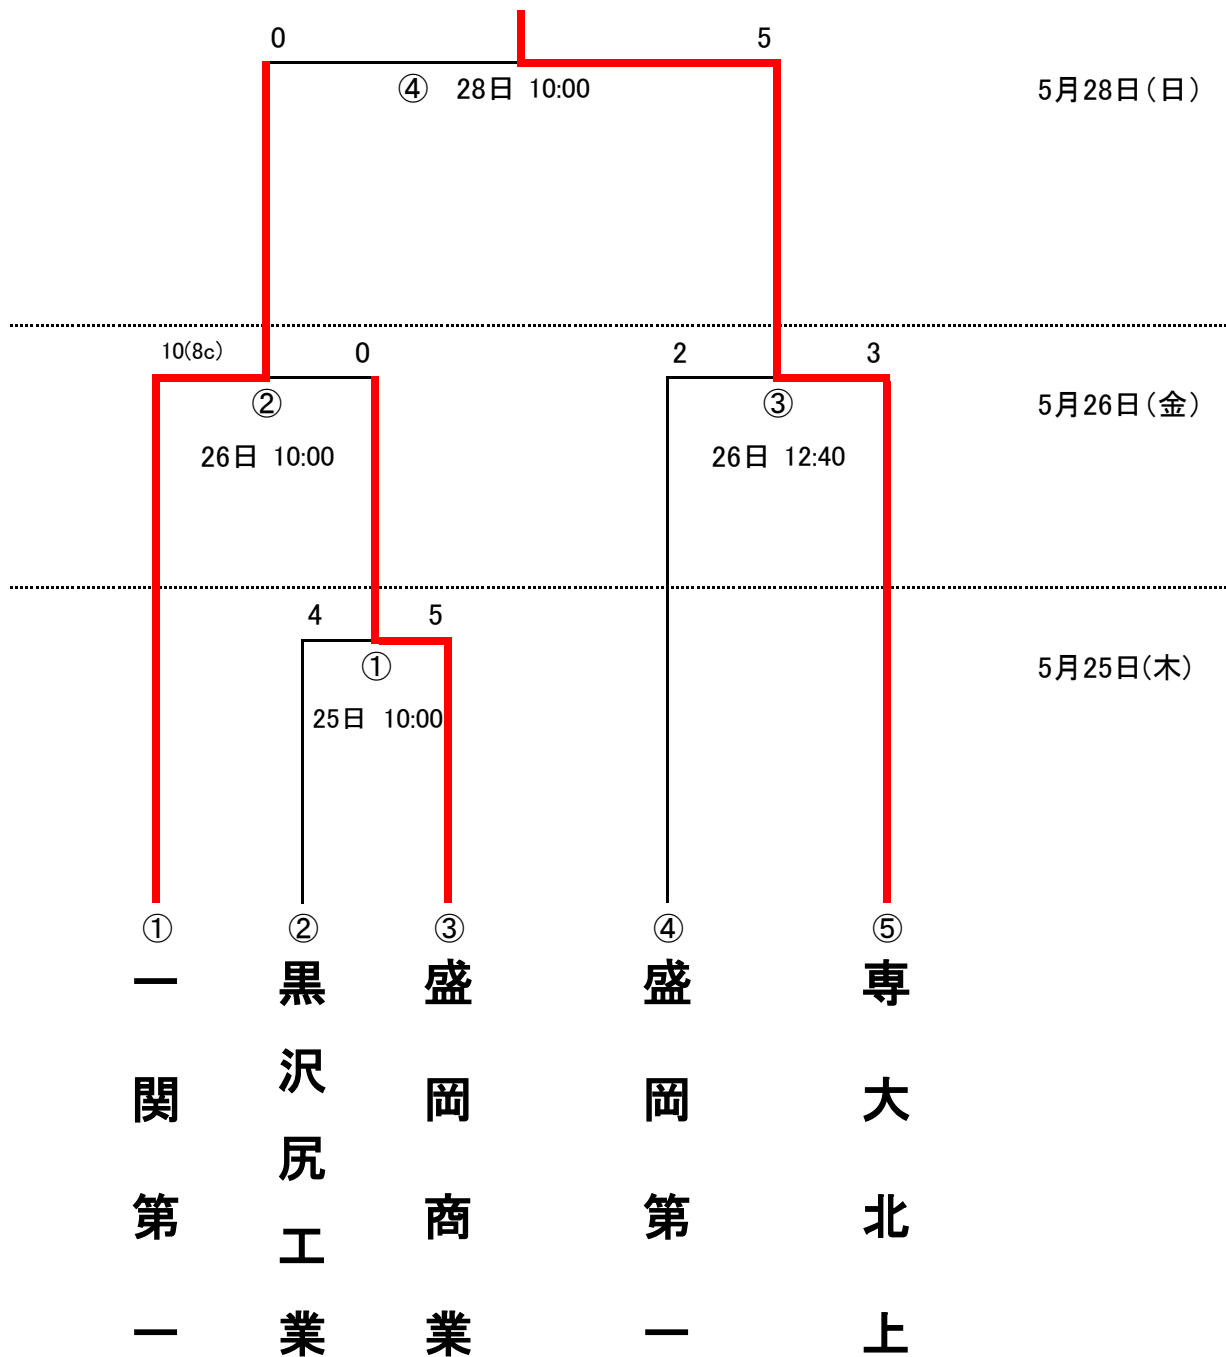 0
5
④ 28日 10:00
5月28日(日)
10(8c)
0
2
3
②
③
5月26日(金)
26日 10:00
26日 12:40
4
5
①
5月25日(木)
25日 10:00
①
②
③
④
⑤
一関第一
黒沢尻工業
盛岡商業
盛岡第一
専大北上